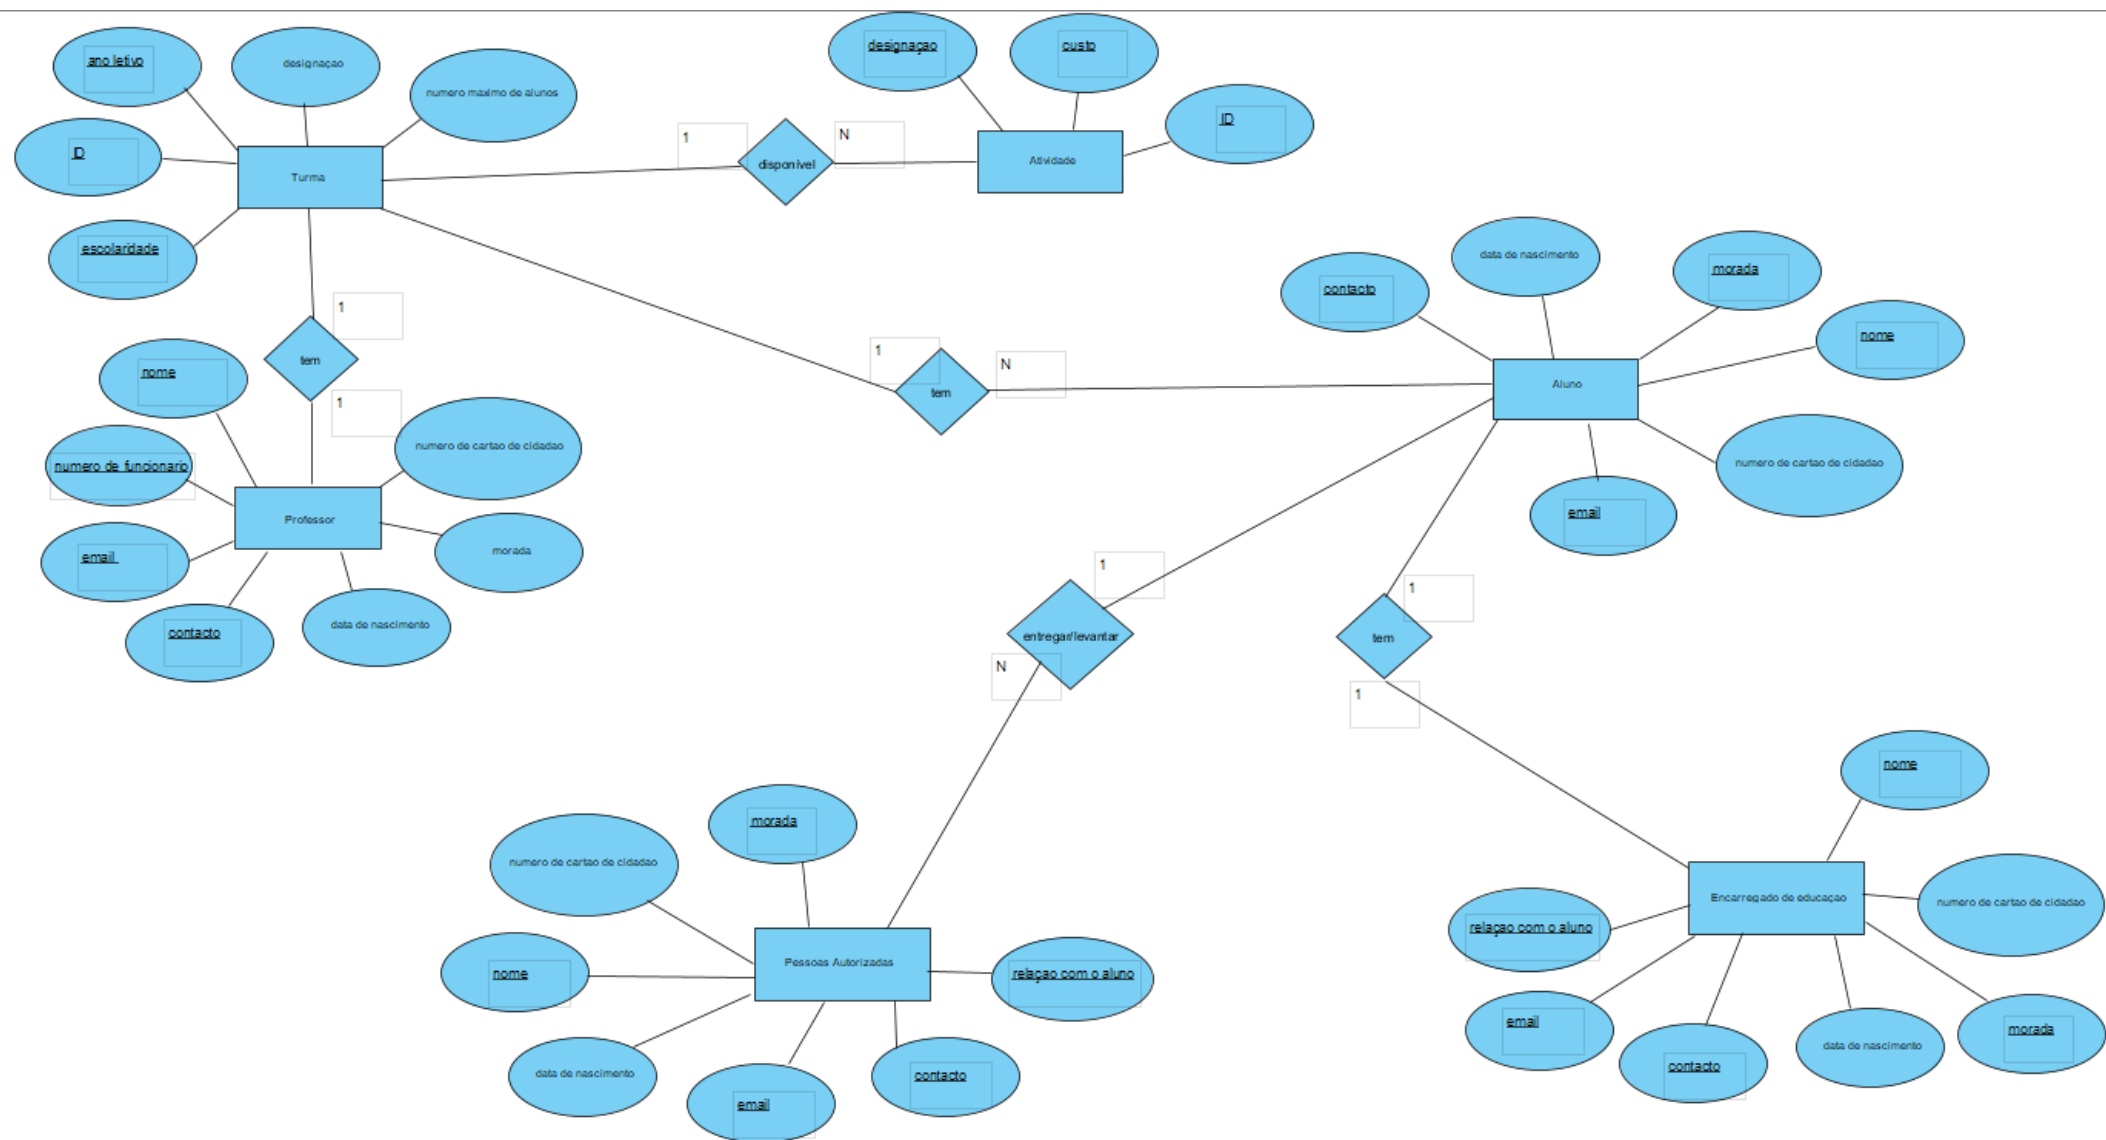 ano letivo
designaçao
numero maximo de alunos
ID
Turma
escolaridade
designaçao
custo
ID
1
disponivel
N
Atividade
1
tem
1
nome
numero de funcionario
numero de cartao de cidadao
Professor
email
morada
contacto
data de nascimento
1
tem
N
contacto
data de nascimento
morada
nome
Aluno
numero de cartao de cidadao
email
1
entregar/levantar
N
1
tem
1
morada
numero de cartao de cidadao
nome
Pessoas Autorizadas
relaçao com o aluno
data de nascimento
email
contacto
nome
Encarregado de educaçao
numero de cartao de cidadao
relaçao com o aluno
email
contacto
data de nascimento
morada